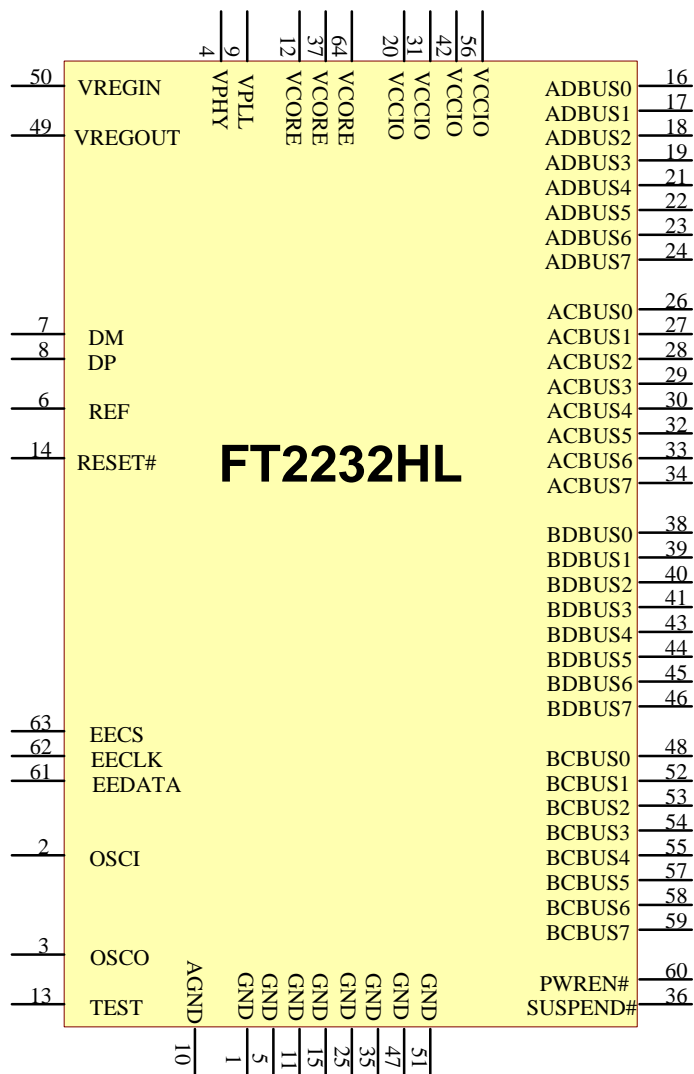 4 9 12 37 64 20 31 42 56
VPHY VPLL VCORE VCORE VCORE VCCIO VCCIO VCCIO VCCIO
50 VREGIN
49 VREGOUT
7 DM
8 DP
6 REF
14 RESET#
63 EECS
62 EECLK
61 EEDATA
2 OSCI
3 OSCO
13 TEST
FT2232HL
ADBUS0 16
ADBUS1 17
ADBUS2 18
ADBUS3 19
ADBUS4 21
ADBUS5 22
ADBUS6 23
ADBUS7 24
ACBUS0 26
ACBUS1 27
ACBUS2 28
ACBUS3 29
ACBUS4 30
ACBUS5 32
ACBUS6 33
ACBUS7 34
BDBUS0 38
BDBUS1 39
BDBUS2 40
BDBUS3 41
BDBUS4 43
BDBUS5 44
BDBUS6 45
BDBUS7 46
BCBUS0 48
BCBUS1 52
BCBUS2 53
BCBUS3 54
BCBUS4 55
BCBUS5 57
BCBUS6 58
BCBUS7 59
PWREN# 60
SUSPEND# 36
AGND GND GND GND GND GND GND GND GND
10 1 5 11 15 25 35 47 51